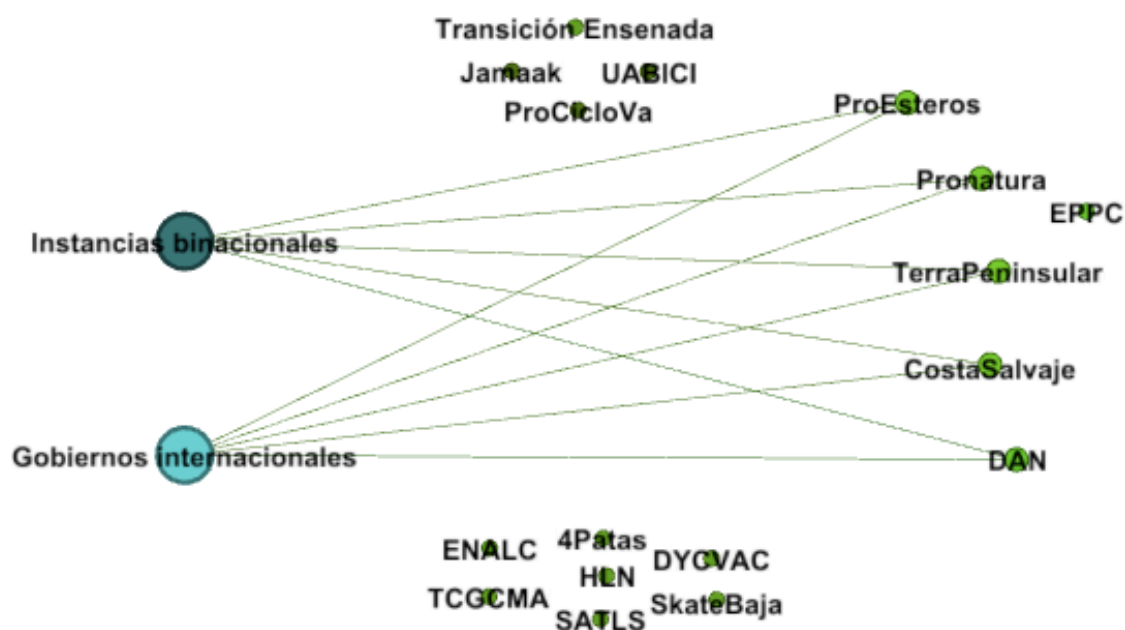 Transición Ensenada
Jamaak
UABICI
ProCicloVa
ProEsteros
Pronatura
EPPC
Instancias binacionales
TerraPeninsular
CostaSalvaje
Gobiernos internacionales
DAN
ENALC
4Patas
DYCVAC
HLN
TCGCMA
SkateBaja
SATLS